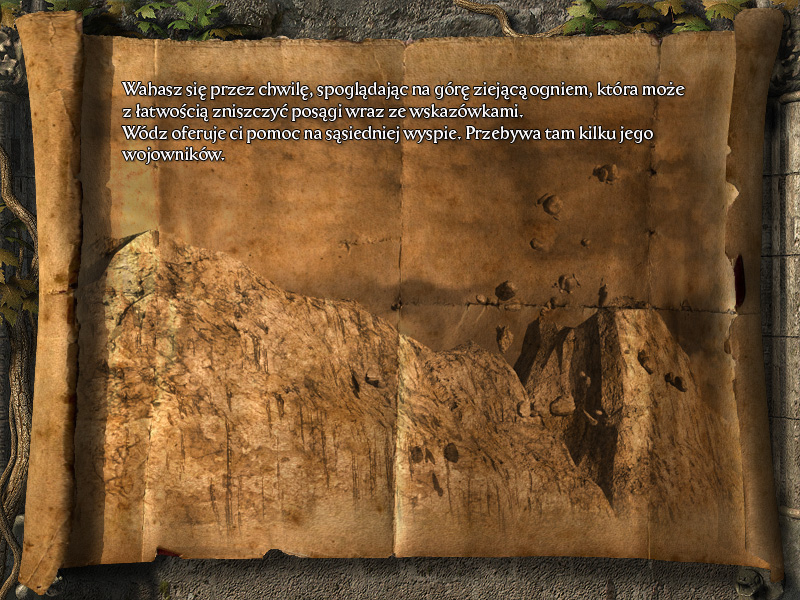 Wahasz się przez chwilę, spoglądając na górę ziejącą ogniem, która może
z łatwością zniszczyć posągi wraz ze wskazówkami.
Wódz oferuje ci pomoc na sąsiedniej wyspie. Przebywa tam kilku jego
wojowników.